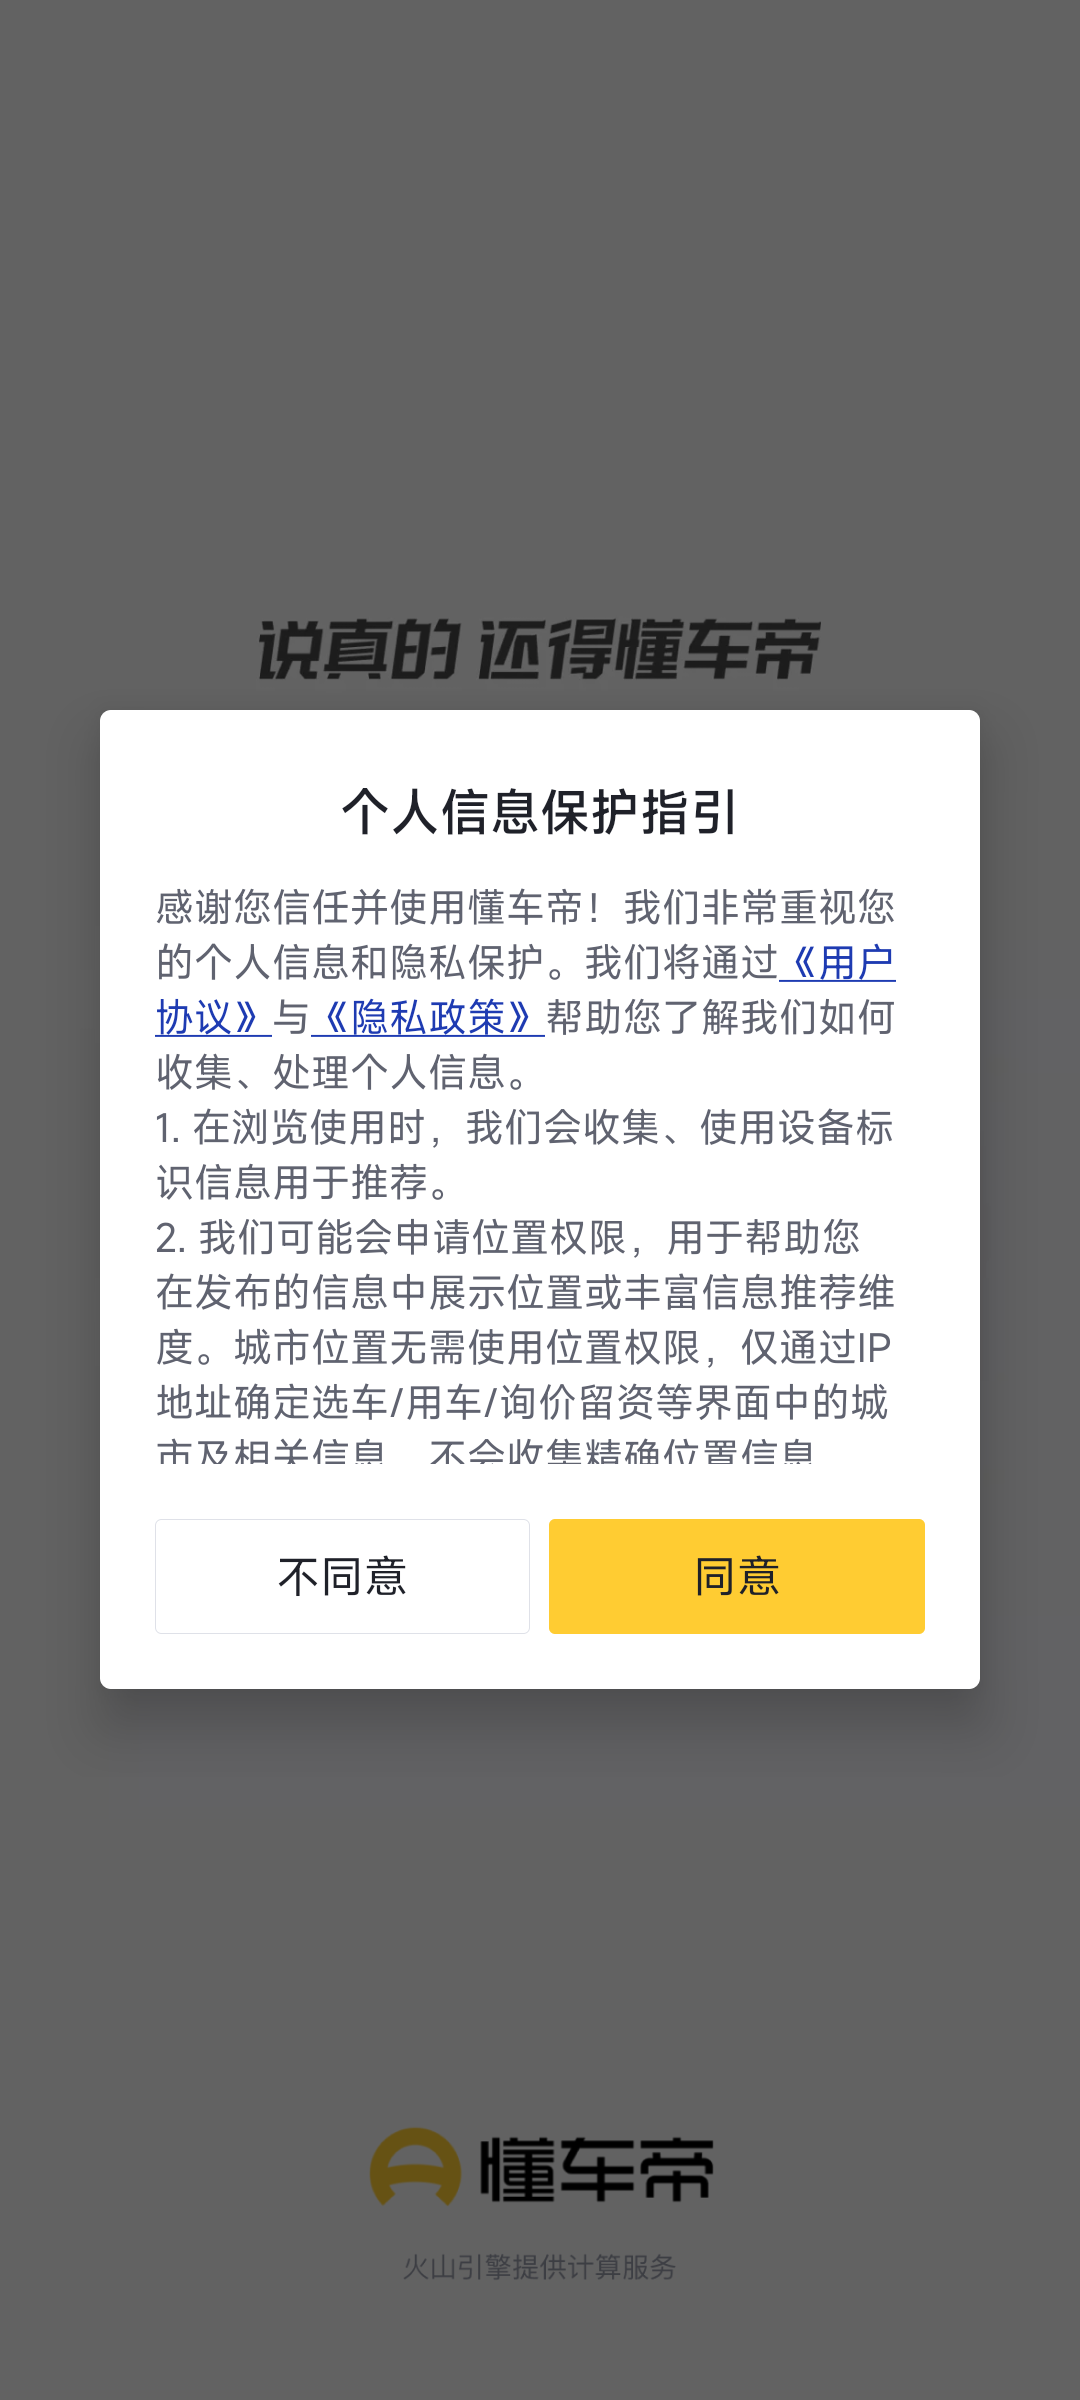 说真的 还得懂车帝
个人信息保护指引
感谢您信任并使用懂车帝！我们非常重视您
的个人信息和隐私保护。我们将通过《用户
协议》与《隐私政策》帮助您了解我们如何
收集、处理个人信息。
1. 在浏览使用时，我们会收集、使用设备标
识信息用于推荐。
2. 我们可能会申请位置权限，用于帮助您
在发布的信息中展示位置或丰富信息推荐维
度。城市位置无需使用位置权限，仅通过IP
地址确定选车/用车/询价留资等界面中的城
市及相关信息，不会收集精确位置信息
不同意
同意
懂车帝
火山引擎提供计算服务